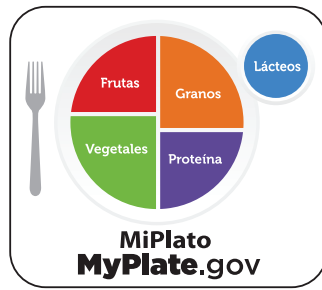 Lácteos
Frutas
Granos
Vegetales
Proteína
MiPlato
MyPlate.gov